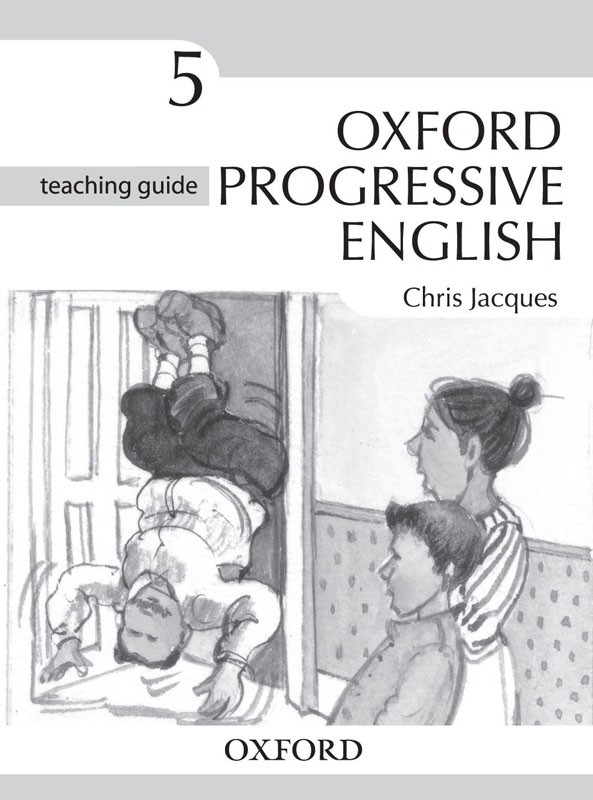 5
teaching guide
OXFORD
PROGRESSIVE
ENGLISH
Chris Jacques
OXFORD